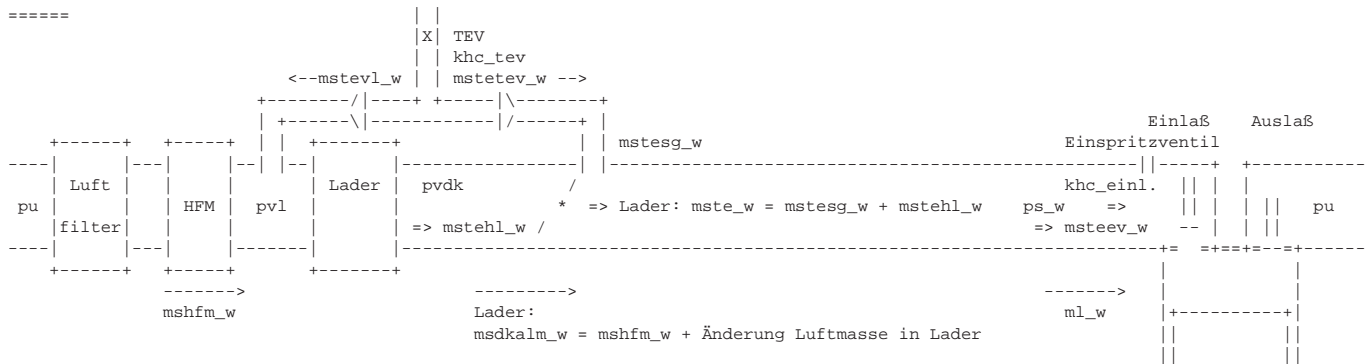 ======
X TEV
khc_tev
<--mstevl_w mstetev_w -->
Einlaß Auslaß
mstesg_w Einspritzventil
Luft Lader pvdk khc_einl.
pu HFM pvl * => Lader: mste_w = mstesg_w + mstehl_w ps_w => pu
filter => mstehl_w => msteev_w
-------> ---------> ------->
mshfm_w Lader: ml_w
msdkalm_w = mshfm_w + Änderung Luftmasse in Lader